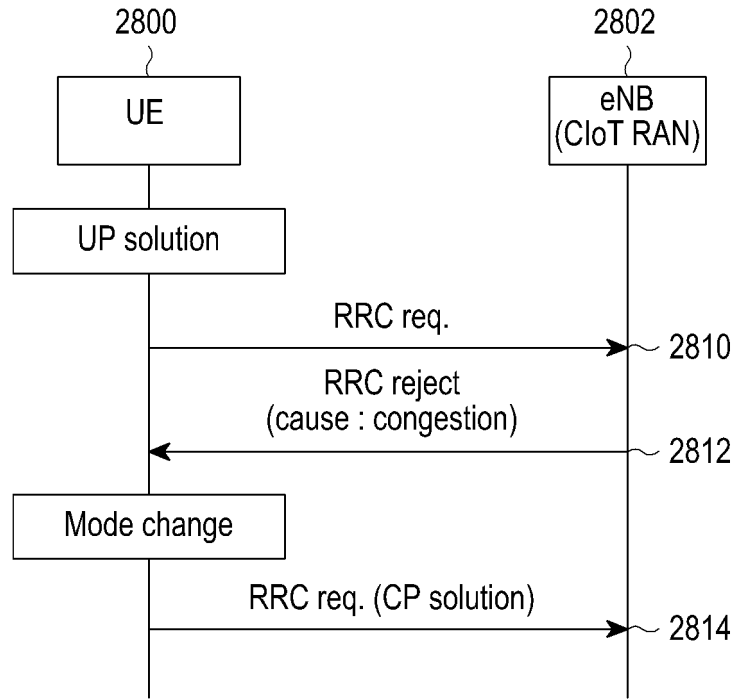 2800
2802
UE
eNB
(CIoT RAN)
UP solution
RRC req.
2810
RRC reject
(cause : congestion)
2812
Mode change
RRC req. (CP solution)
2814